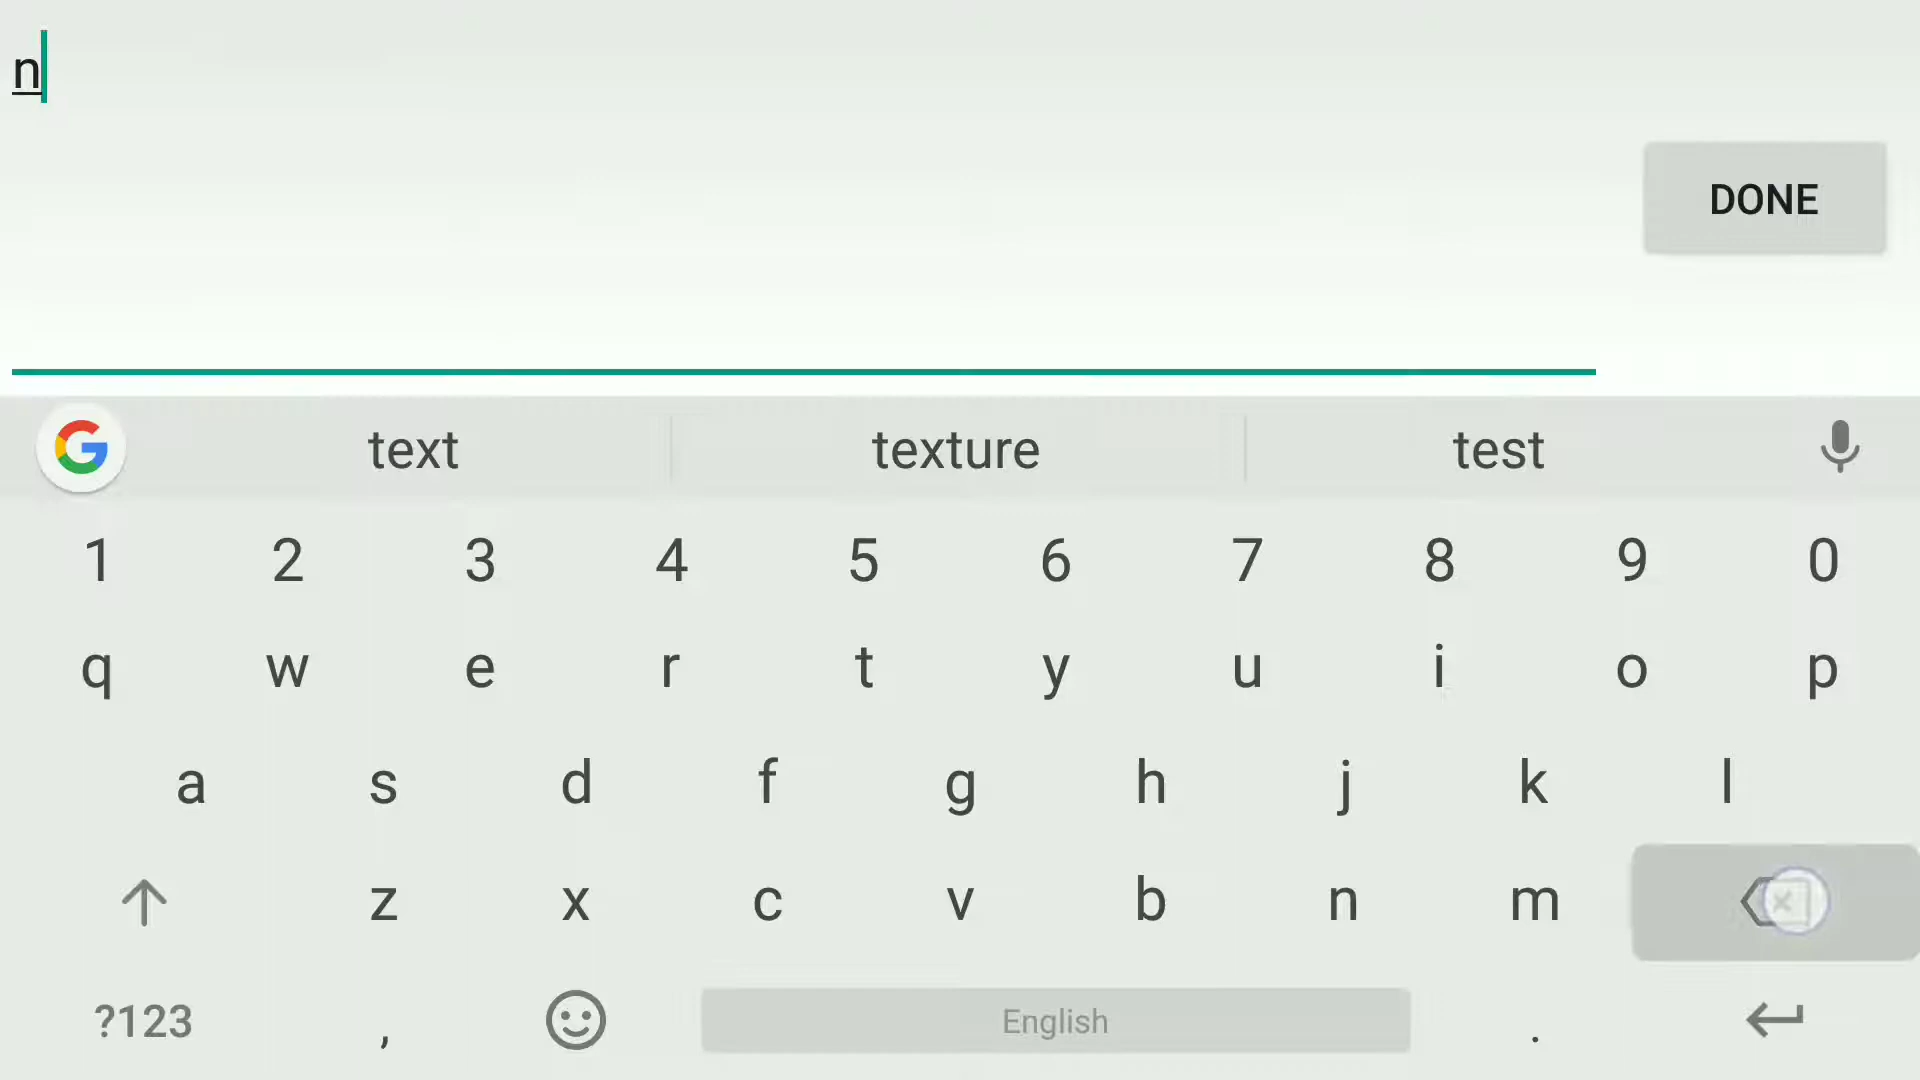 n
DONE
text texture test
1 2 3 4 5 6 7 8 9 0
q w e r t y u i o p
a s d f g h j k l
z x c v b n m
?123 , English .